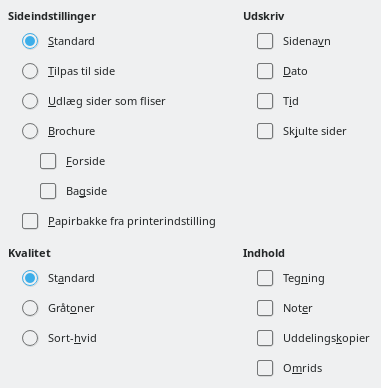 Sideindstillinger
Standard
Tilpas til side
Udlæg sider som fliser
Brochure
Forside
Bagside
Papirbakke fra printerindstilling
Udskriv
Sidenavn
Dato
Tid
Skjulte sider
Kvalitet
Standard
Gråtoner
Sort-hvid
Indhold
Tegning
Noter
Uddelingskopier
Omrids